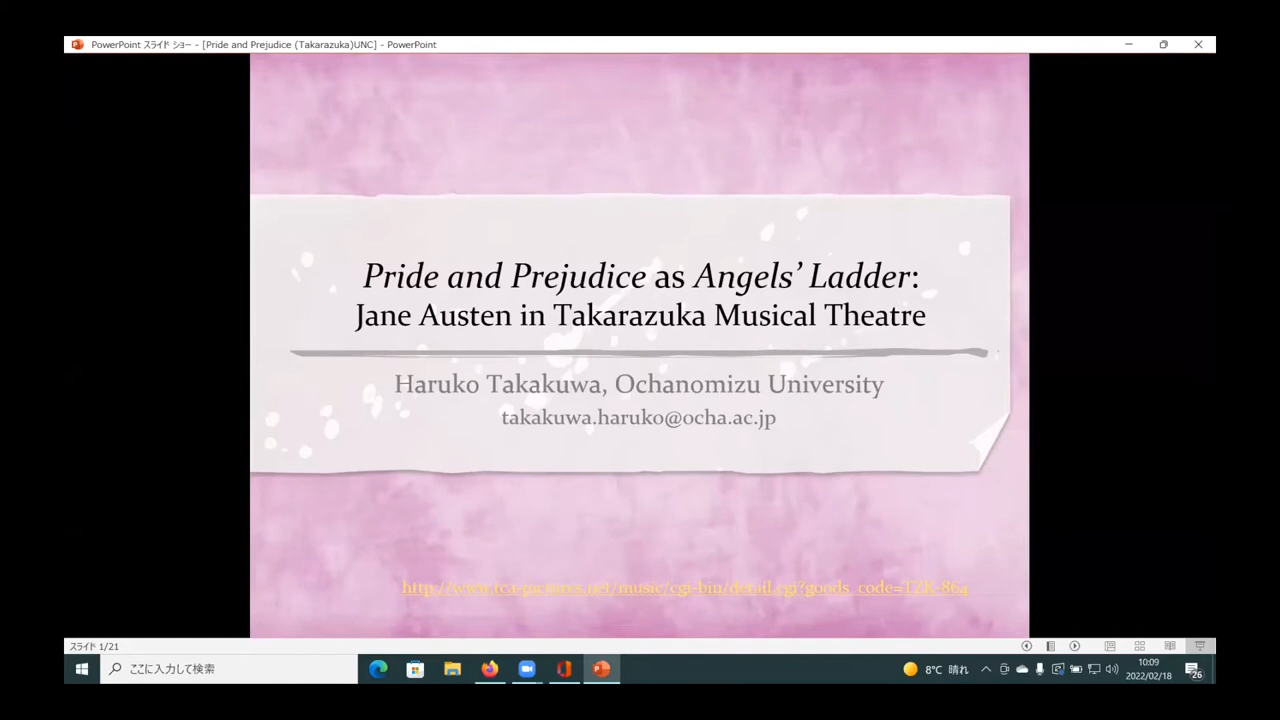 PowerPoint スライド ショー - [Pride and Prejudice (Takarazuka)UNC] - PowerPoint
Pride and Prejudice as Angels’ Ladder:
Jane Austen in Takarazuka Musical Theatre
Haruko Takakuwa, Ochanomizu University
takakuwa.haruko@ocha.ac.jp
http://www.tca-pictures.net/music/cgi-bin/detail.cgi?goods_code=TZK-864
スライド 1/21
ここに入力して検索
8°C 晴れ
10:09
2022/02/18
26